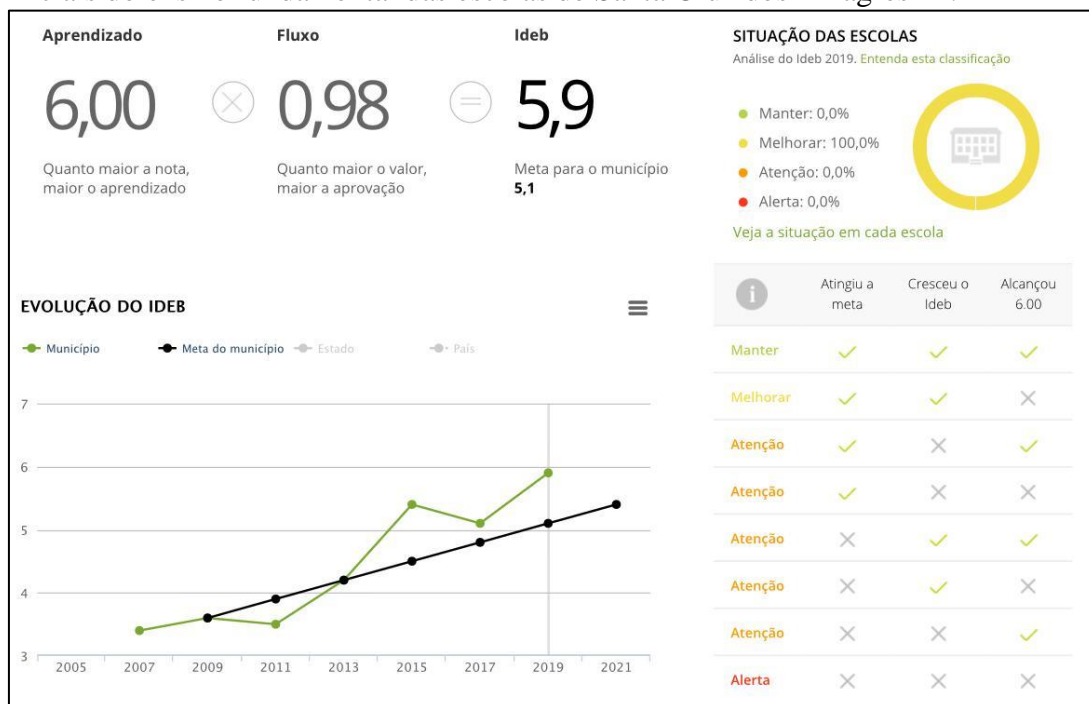 Aprendizado
Fluxo
Ideb
6,00
0,98
5,9
Quanto maior a nota,
maior o aprendizado
Quanto maior o valor,
maior a aprovação
Meta para o município
5,1
SITUAÇÃO DAS ESCOLAS
Análise do Ideb 2019. Entenda esta classificação
Manter: 0,0%
Melhorar: 100,0%
Atenção: 0,0%
Alerta: 0,0%
Veja a situação em cada escola
EVOLUÇÃO DO IDEB
Município
Meta do município
Estado
País
7
6
5
4
3
2005 2007 2009 2011 2013 2015 2017 2019 2021
Atingiu a
meta
Cresceu o
Ideb
Alcançou
6.00
Manter
Melhorar
Atenção
Atenção
Atenção
Atenção
Atenção
Alerta